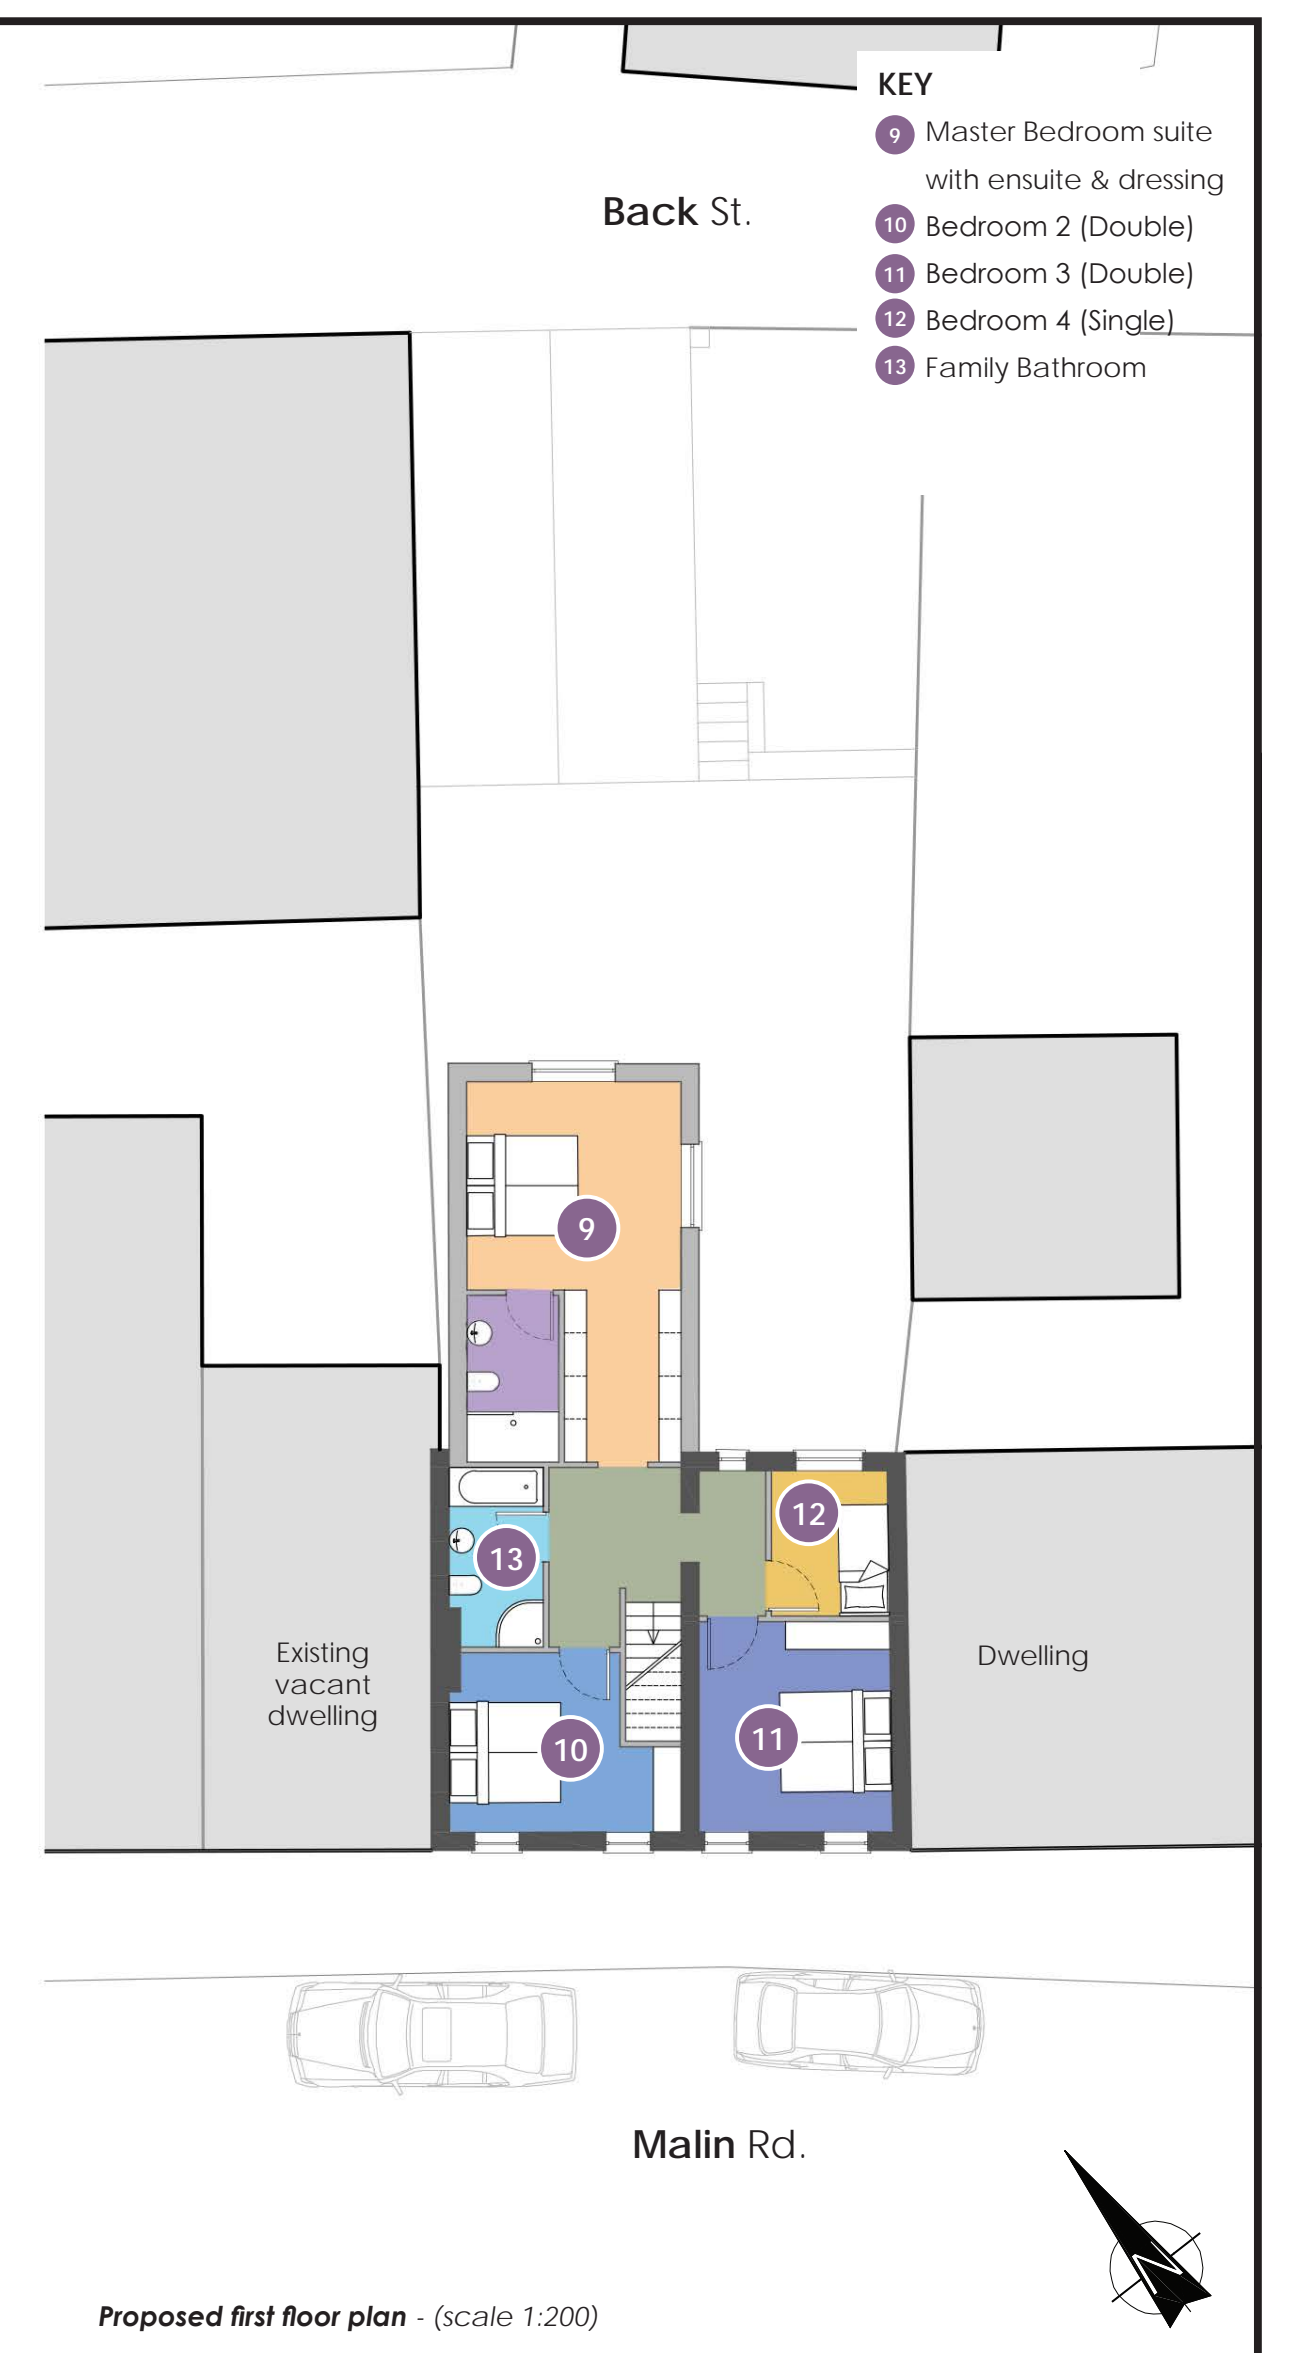 KEY
9 Master Bedroom suite
with ensuite & dressing
10 Bedroom 2 (Double)
11 Bedroom 3 (Double)
12 Bedroom 4 (Single)
13 Family Bathroom
Back St.
9
12
13
10
11
Existing
vacant
dwelling
Dwelling
Malin Rd.
N
Proposed first floor plan - (scale 1:200)